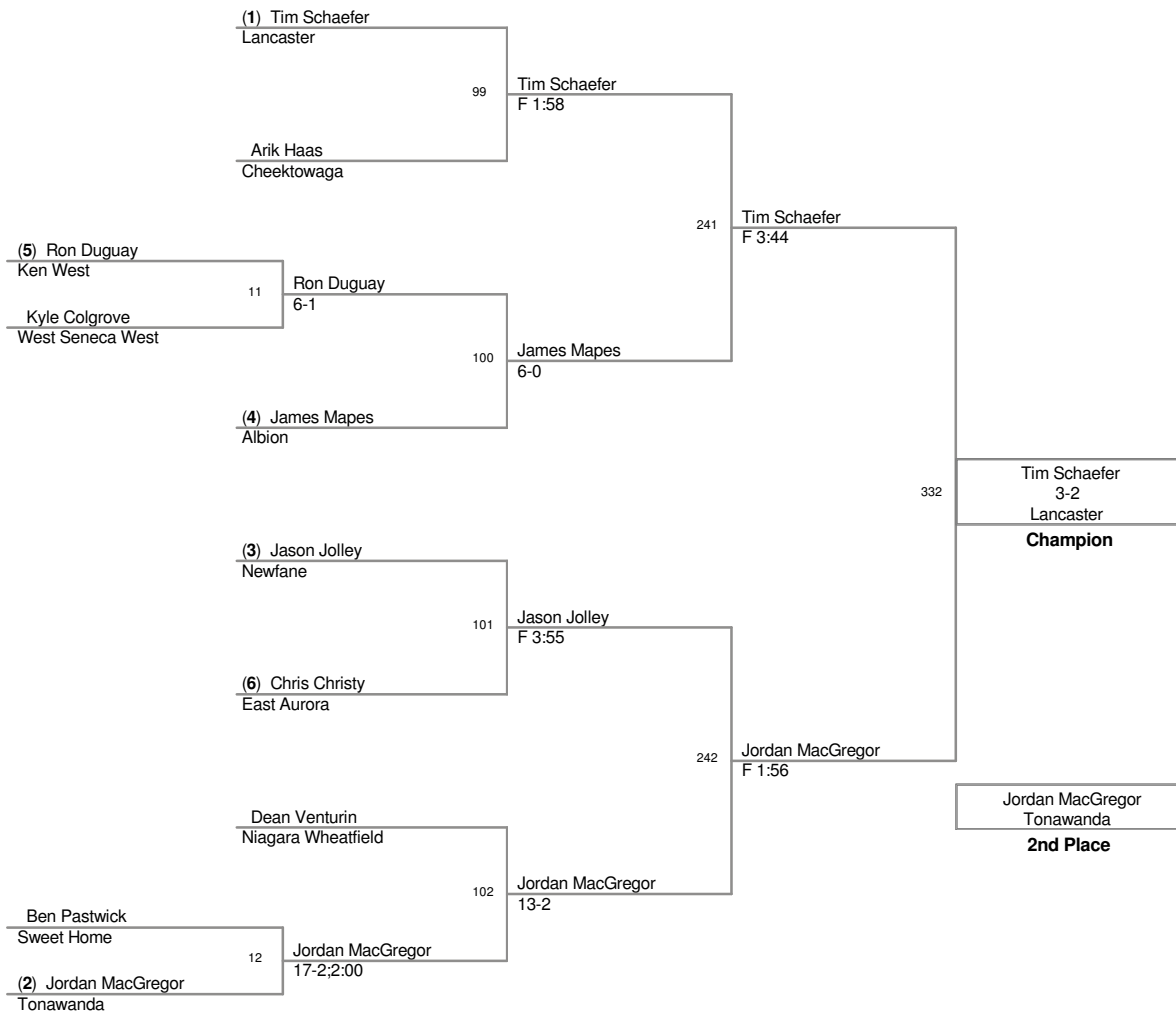 (1) Tim Schaefer
Lancaster
99
Tim Schaefer
F 1:58
Arik Haas
Cheektowaga
241
Tim Schaefer
F 3:44
(5) Ron Duguay
Ken West
11
Ron Duguay
6-1
Kyle Colgrove
West Seneca West
100
James Mapes
6-0
(4) James Mapes
Albion
332
Tim Schaefer
3-2
Lancaster
Champion
(3) Jason Jolley
Newfane
101
Jason Jolley
F 3:55
(6) Chris Christy
East Aurora
242
Jordan MacGregor
F 1:56
Jordan MacGregor
Tonawanda
2nd Place
Dean Venturin
Niagara Wheatfield
102
Jordan MacGregor
13-2
Ben Pastwick
Sweet Home
12
Jordan MacGregor
17-2;2:00
(2) Jordan MacGregor
Tonawanda